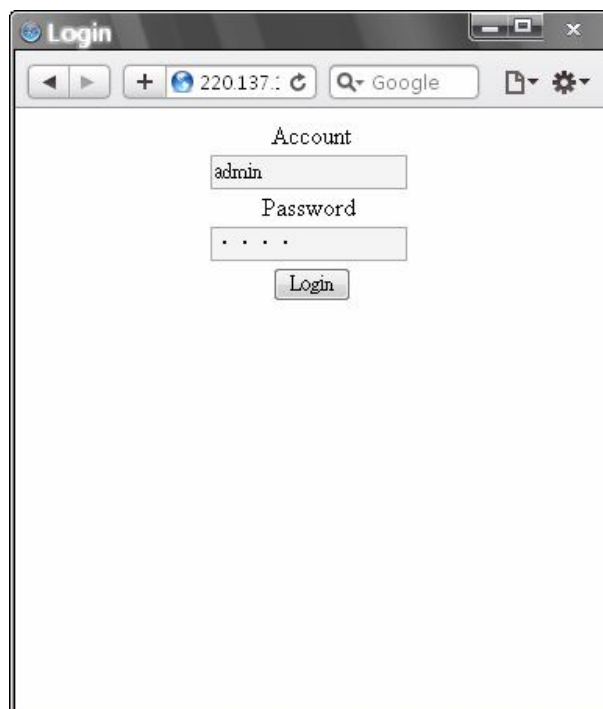 Login
220.137.:
Google
Account
admin
Password
• • • •
Login